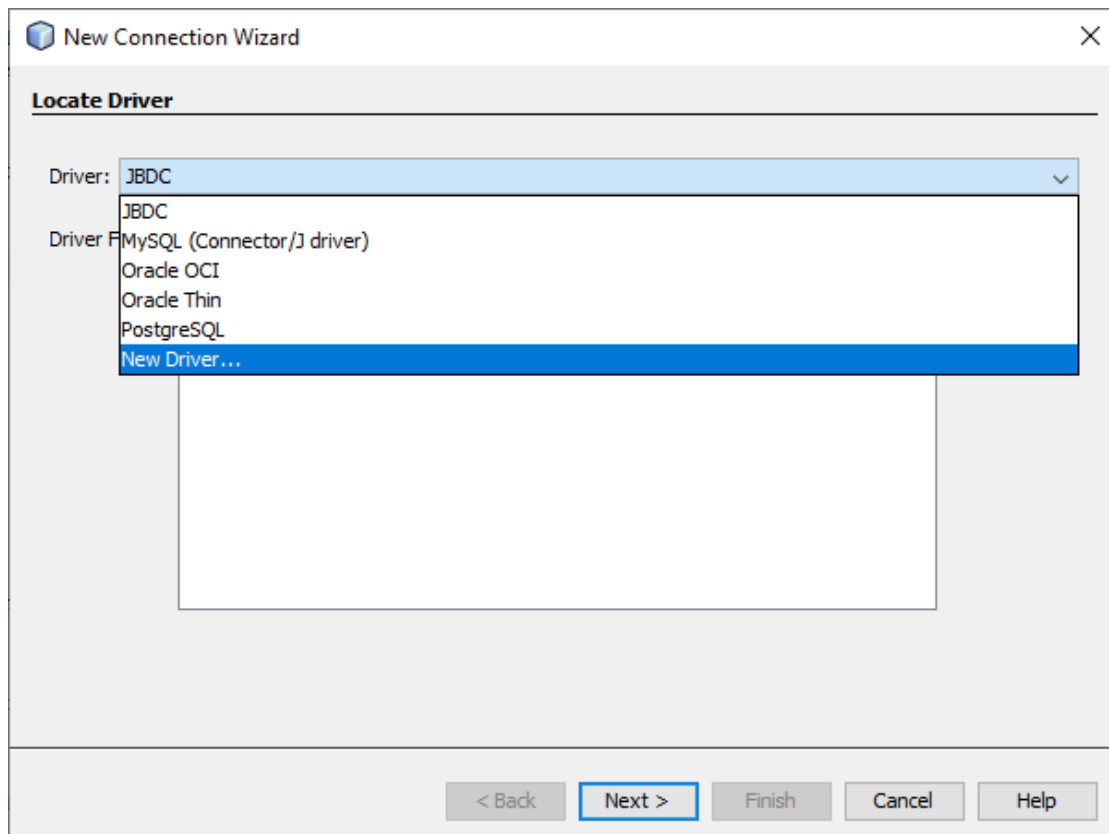 New Connection Wizard
Locate Driver
Driver: JBDC
JBDC
Driver F
MySQL (Connector/J driver)
Oracle OCI
Oracle Thin
PostgreSQL
New Driver...
< Back Next > Finish Cancel Help